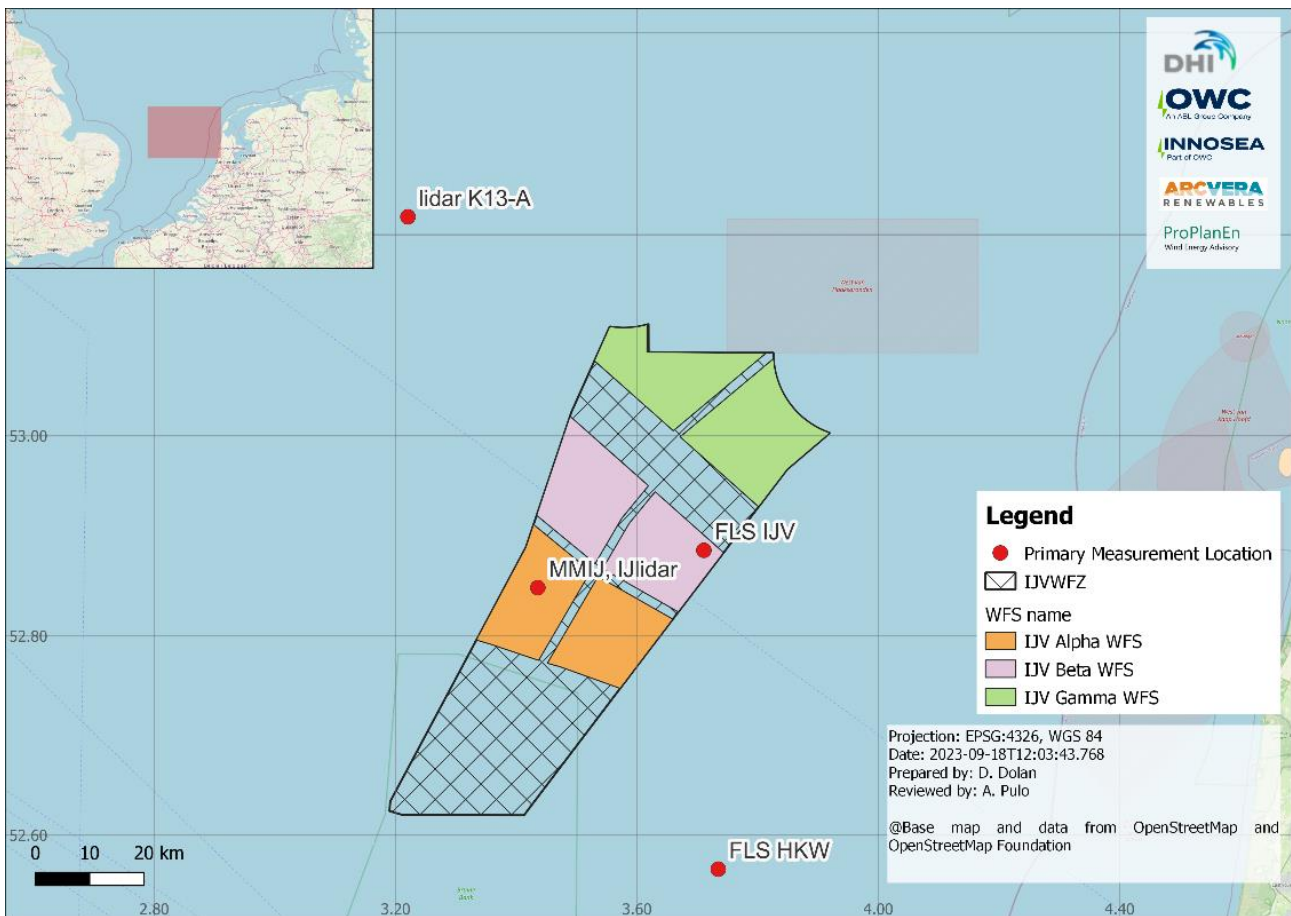 DHI
OWC
An ABL Group Company
INNOSEA
Part of OWC
ARCVERA
RENEWABLES
ProPlanEn
Wind Energy Advisory
lidar K13-A
53.00
FLS IJV
MMIJ, IJlidar
52.80
Legend
Primary Measurement Location
IJVWFZ
WFS name
IJV Alpha WFS
IJV Beta WFS
IJV Gamma WFS
Projection: EPSG:4326, WGS 84
Date: 2023-09-18T12:03:43.768
Prepared by: D. Dolan
Reviewed by: A. Pulo
@Base map and data from OpenStreetMap and
OpenStreetMap Foundation
52.60
0 10 20 km
FLS HKW
2.80 3.20 3.60 4.00 4.40